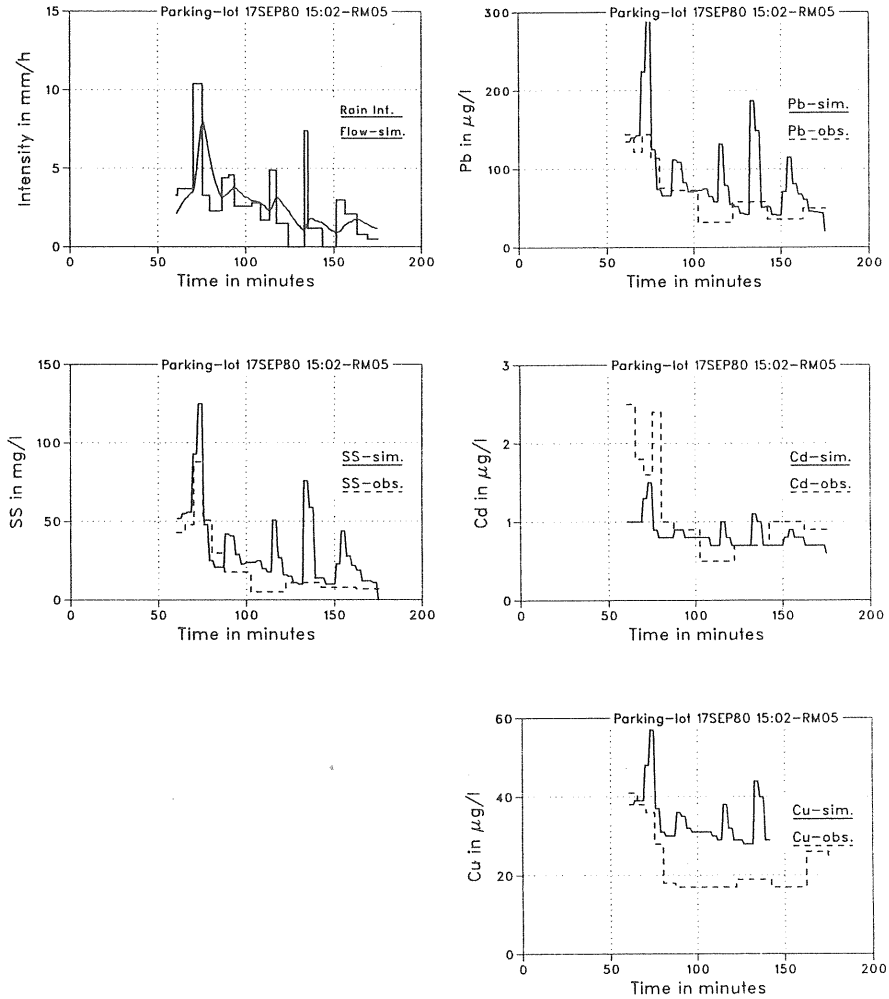 Parking-lot 17SEP80 15:02-RM05
Intensity in mm/h
15
10
5
0
Rain Int.
Flow-sim.
0 50 100 150 200
Time in minutes
Parking-lot 17SEP80 15:02-RM05
Pb in µg/l
300
200
100
0
Pb-sim.
Pb-obs.
0 50 100 150 200
Time in minutes
Parking-lot 17SEP80 15:02-RM05
SS in mg/l
150
100
50
0
SS-sim.
SS-obs.
0 50 100 150 200
Time in minutes
Parking-lot 17SEP80 15:02-RM05
Cd in µg/l
3
2
1
0
Cd-sim.
Cd-obs.
0 50 100 150 200
Time in minutes
Parking-lot 17SEP80 15:02-RM05
Cu in µg/l
60
40
20
0
Cu-sim.
Cu-obs.
0 50 100 150 200
Time in minutes